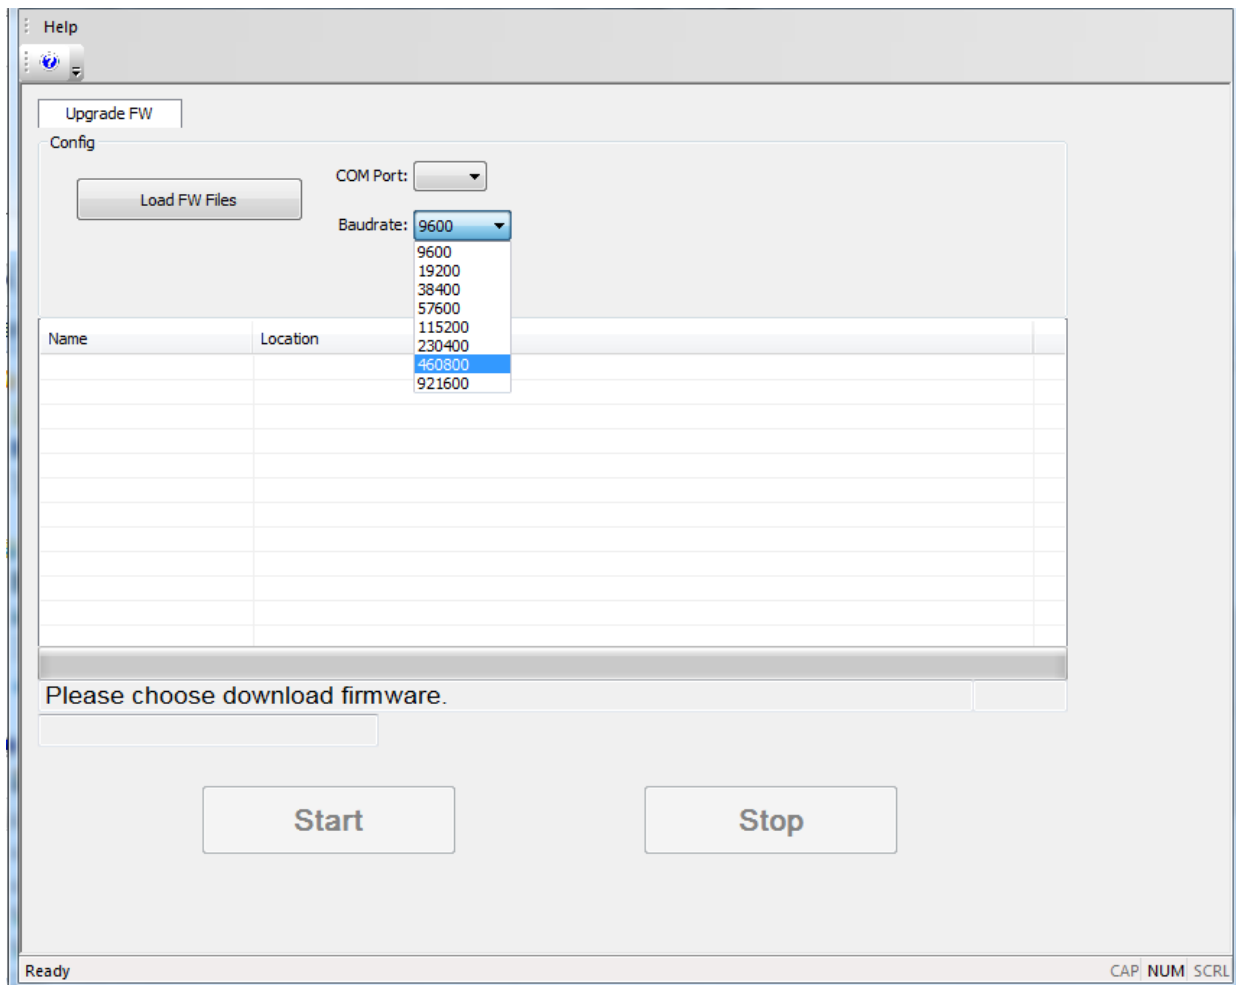 Help
Upgrade FW
Config
Load FW Files
COM Port:
Baudrate: 9600
9600
19200
38400
57600
115200
230400
460800
921600
Name Location
Please choose download firmware.
Start Stop
Ready CAP NUM SCRL